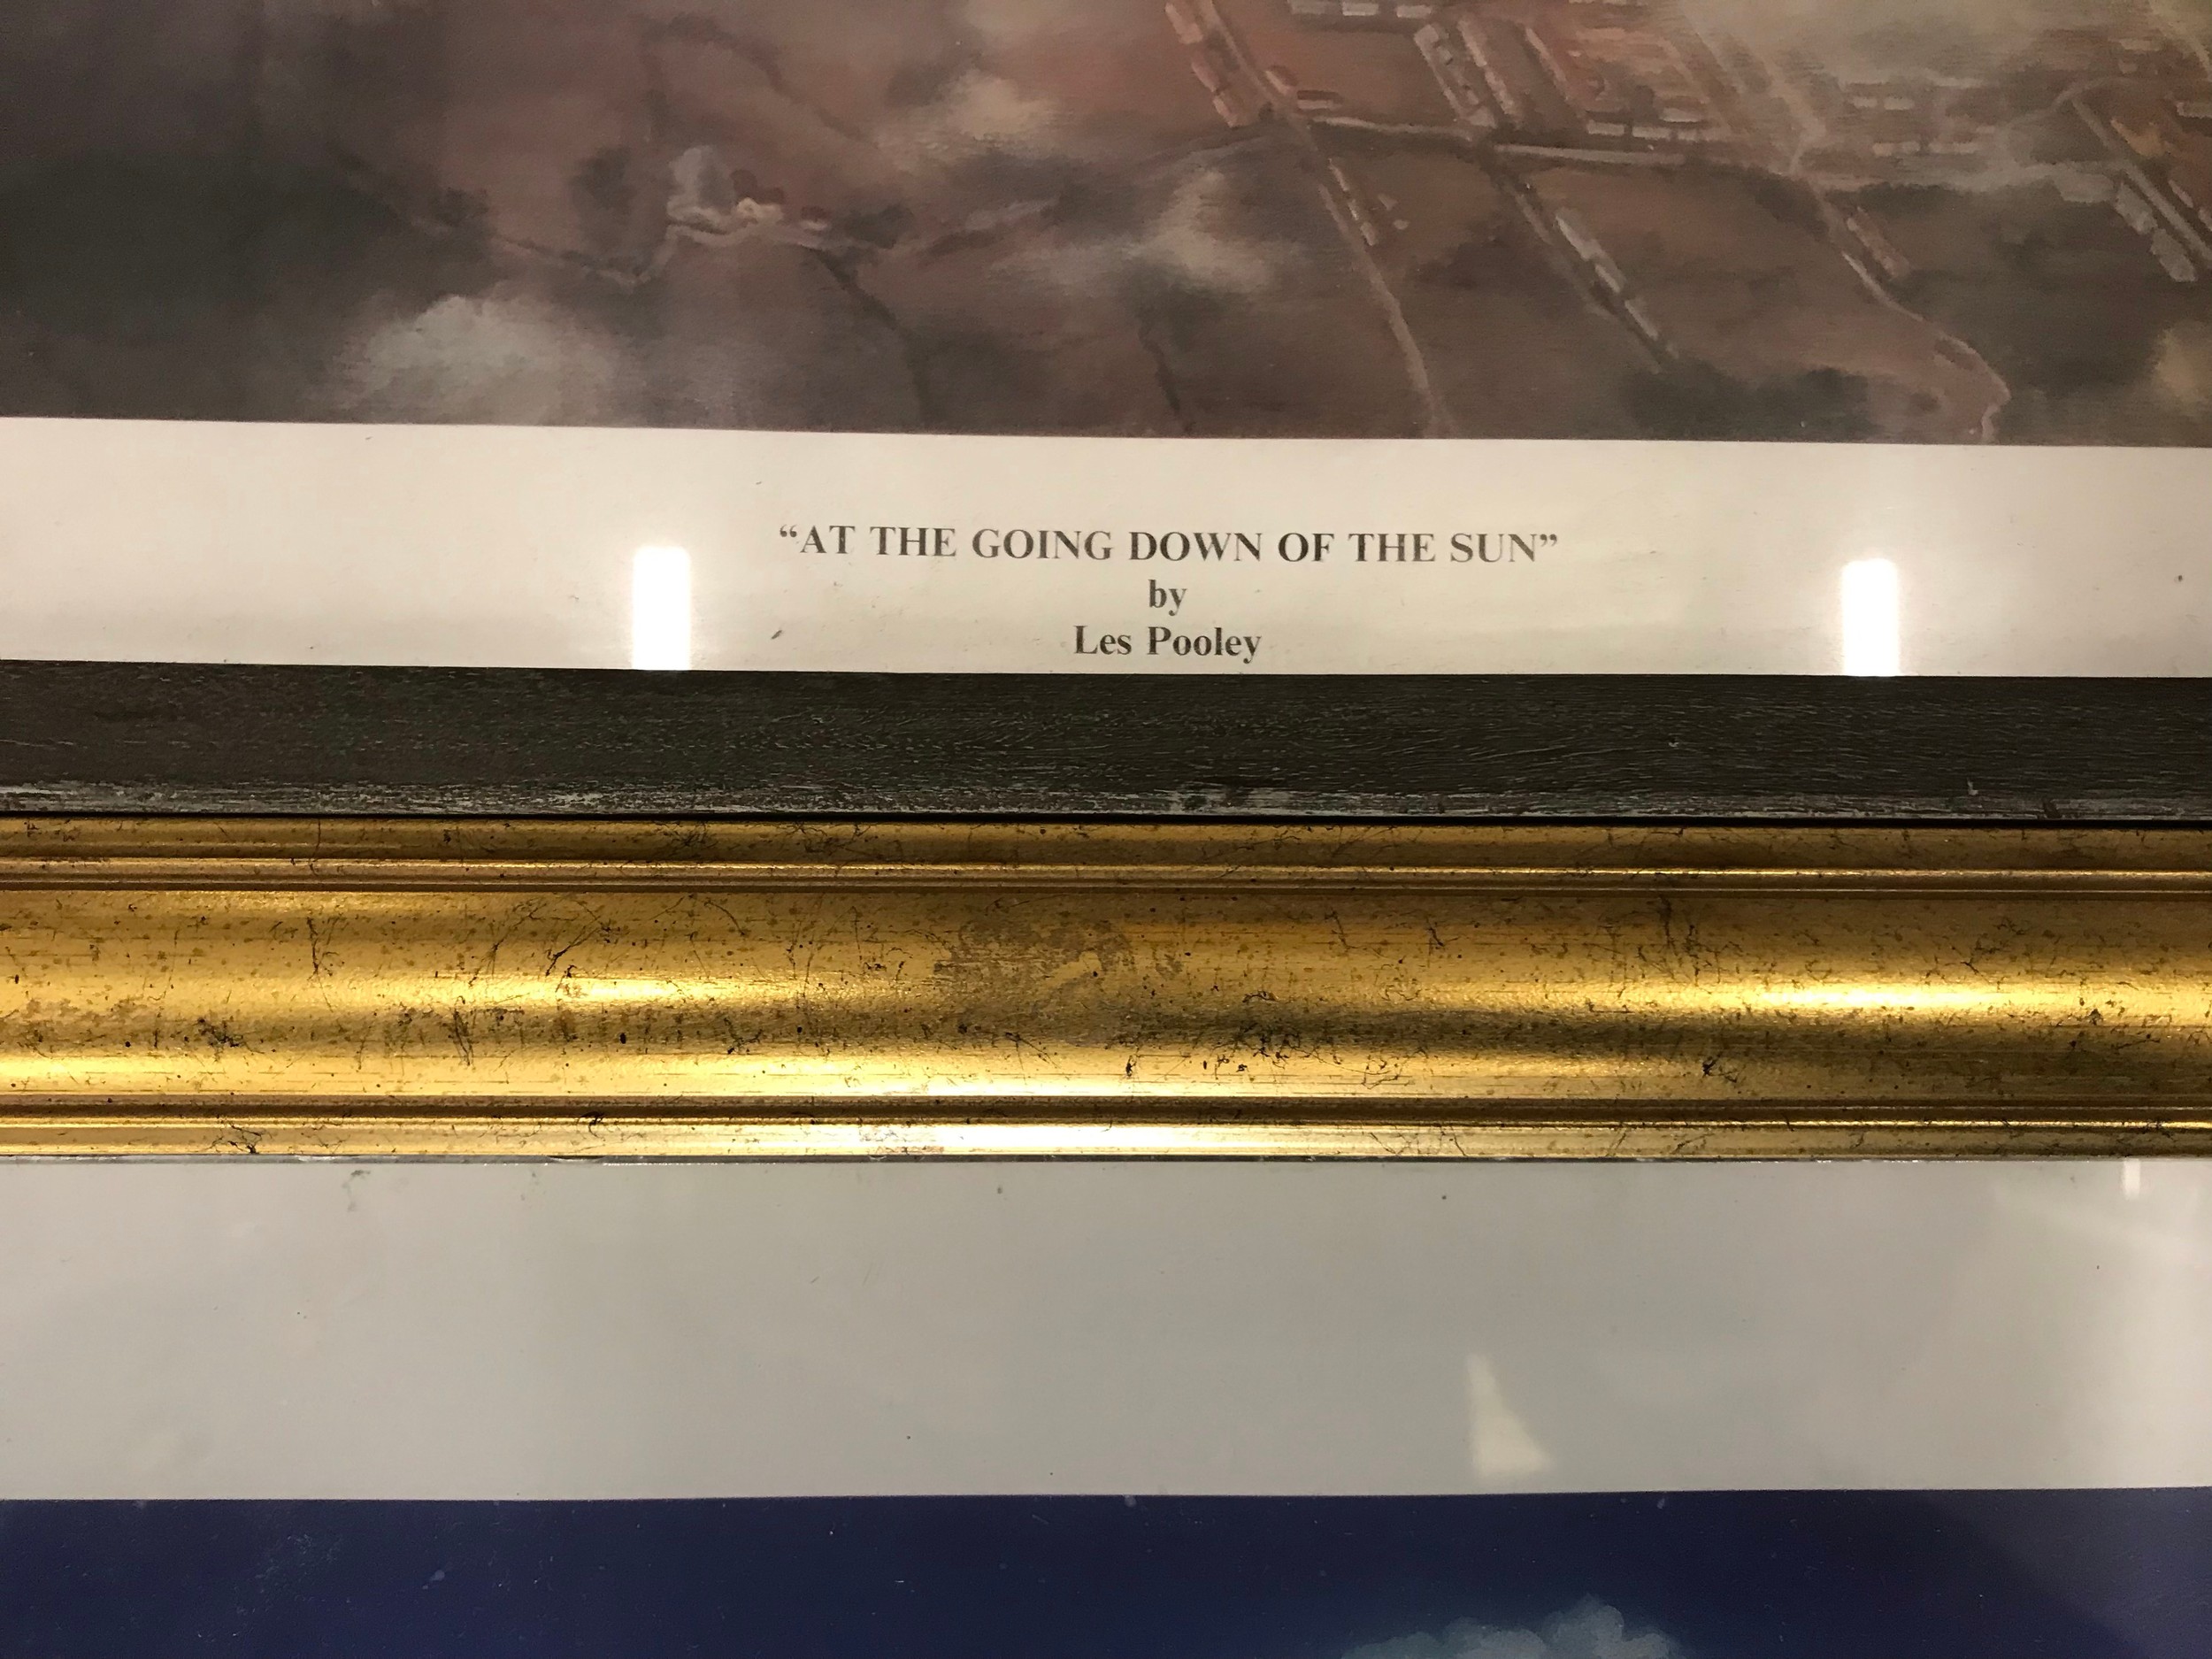 “AT THE GOING DOWN OF THE SUN”
by
Les Pooley